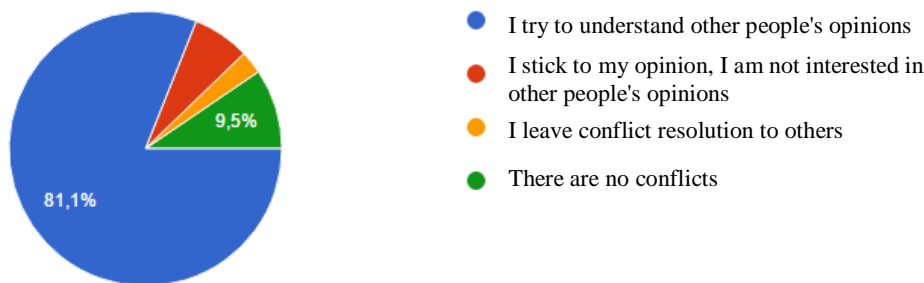 I try to understand other people's opinions
I stick to my opinion, I am not interested in
other people's opinions
I leave conflict resolution to others
There are no conflicts
9,5%
81,1%